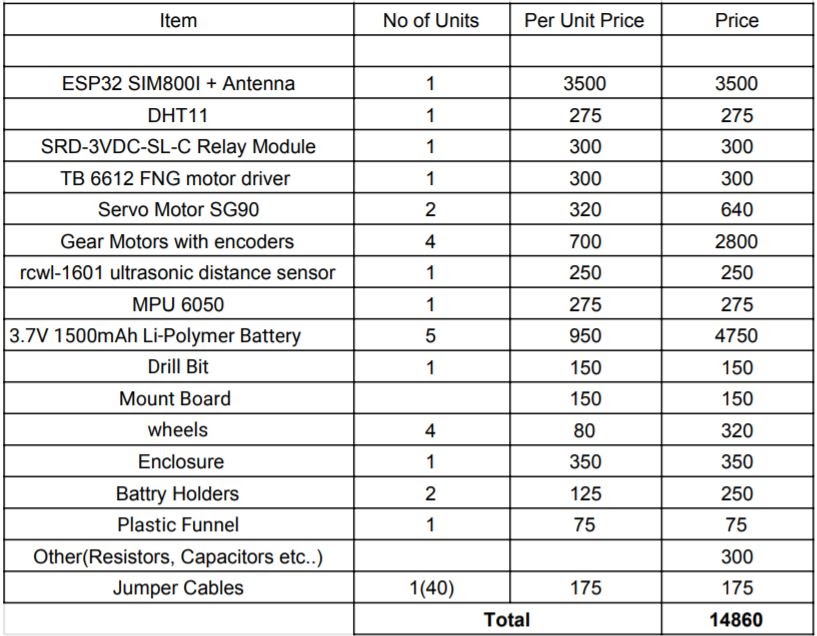 Item No of Units Per Unit Price Price
ESP32 SIM800l + Antenna 1 3500 3500
DHT11 1 275 275
SRD-3VDC-SL-C Relay Module 1 300 300
TB 6612 FNG motor driver 1 300 300
Servo Motor SG90 2 320 640
Gear Motors with encoders 4 700 2800
rcwl-1601 ultrasonic distance sensor 1 250 250
MPU 6050 1 275 275
3.7V 1500mAh Li-Polymer Battery 5 950 4750
Drill Bit 1 150 150
Mount Board 150 150
wheels 4 80 320
Enclosure 1 350 350
Battry Holders 2 125 250
Plastic Funnel 1 75 75
Other(Resistors, Capacitors etc..) 300
Jumper Cables 1(40) 175 175
Total 14860